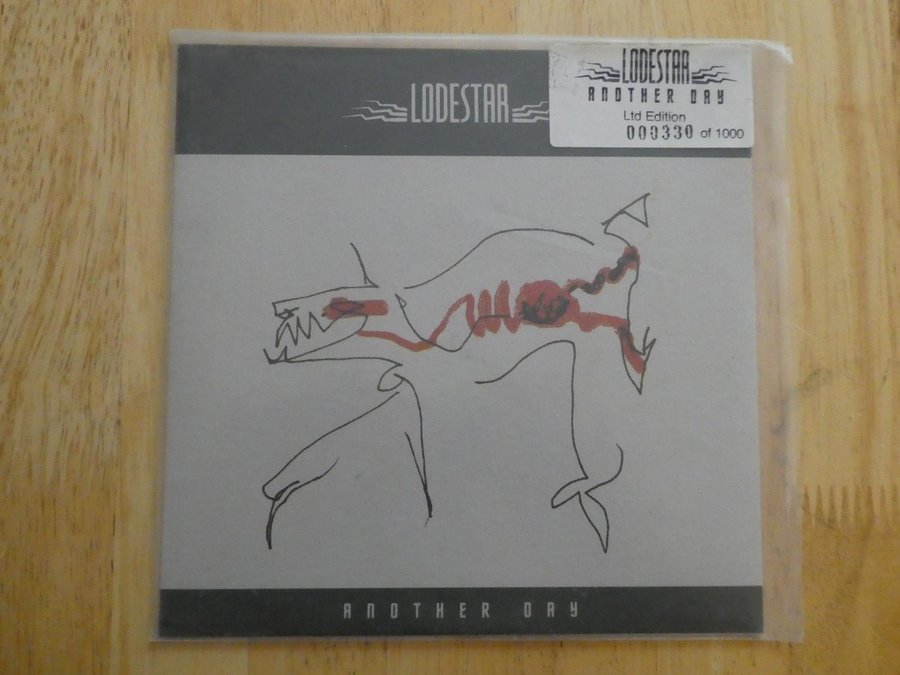 LODESTAR
LODESTAR
ANOTHER DAY
Ltd Edition
000330 of 1000
ANOTHER DAY